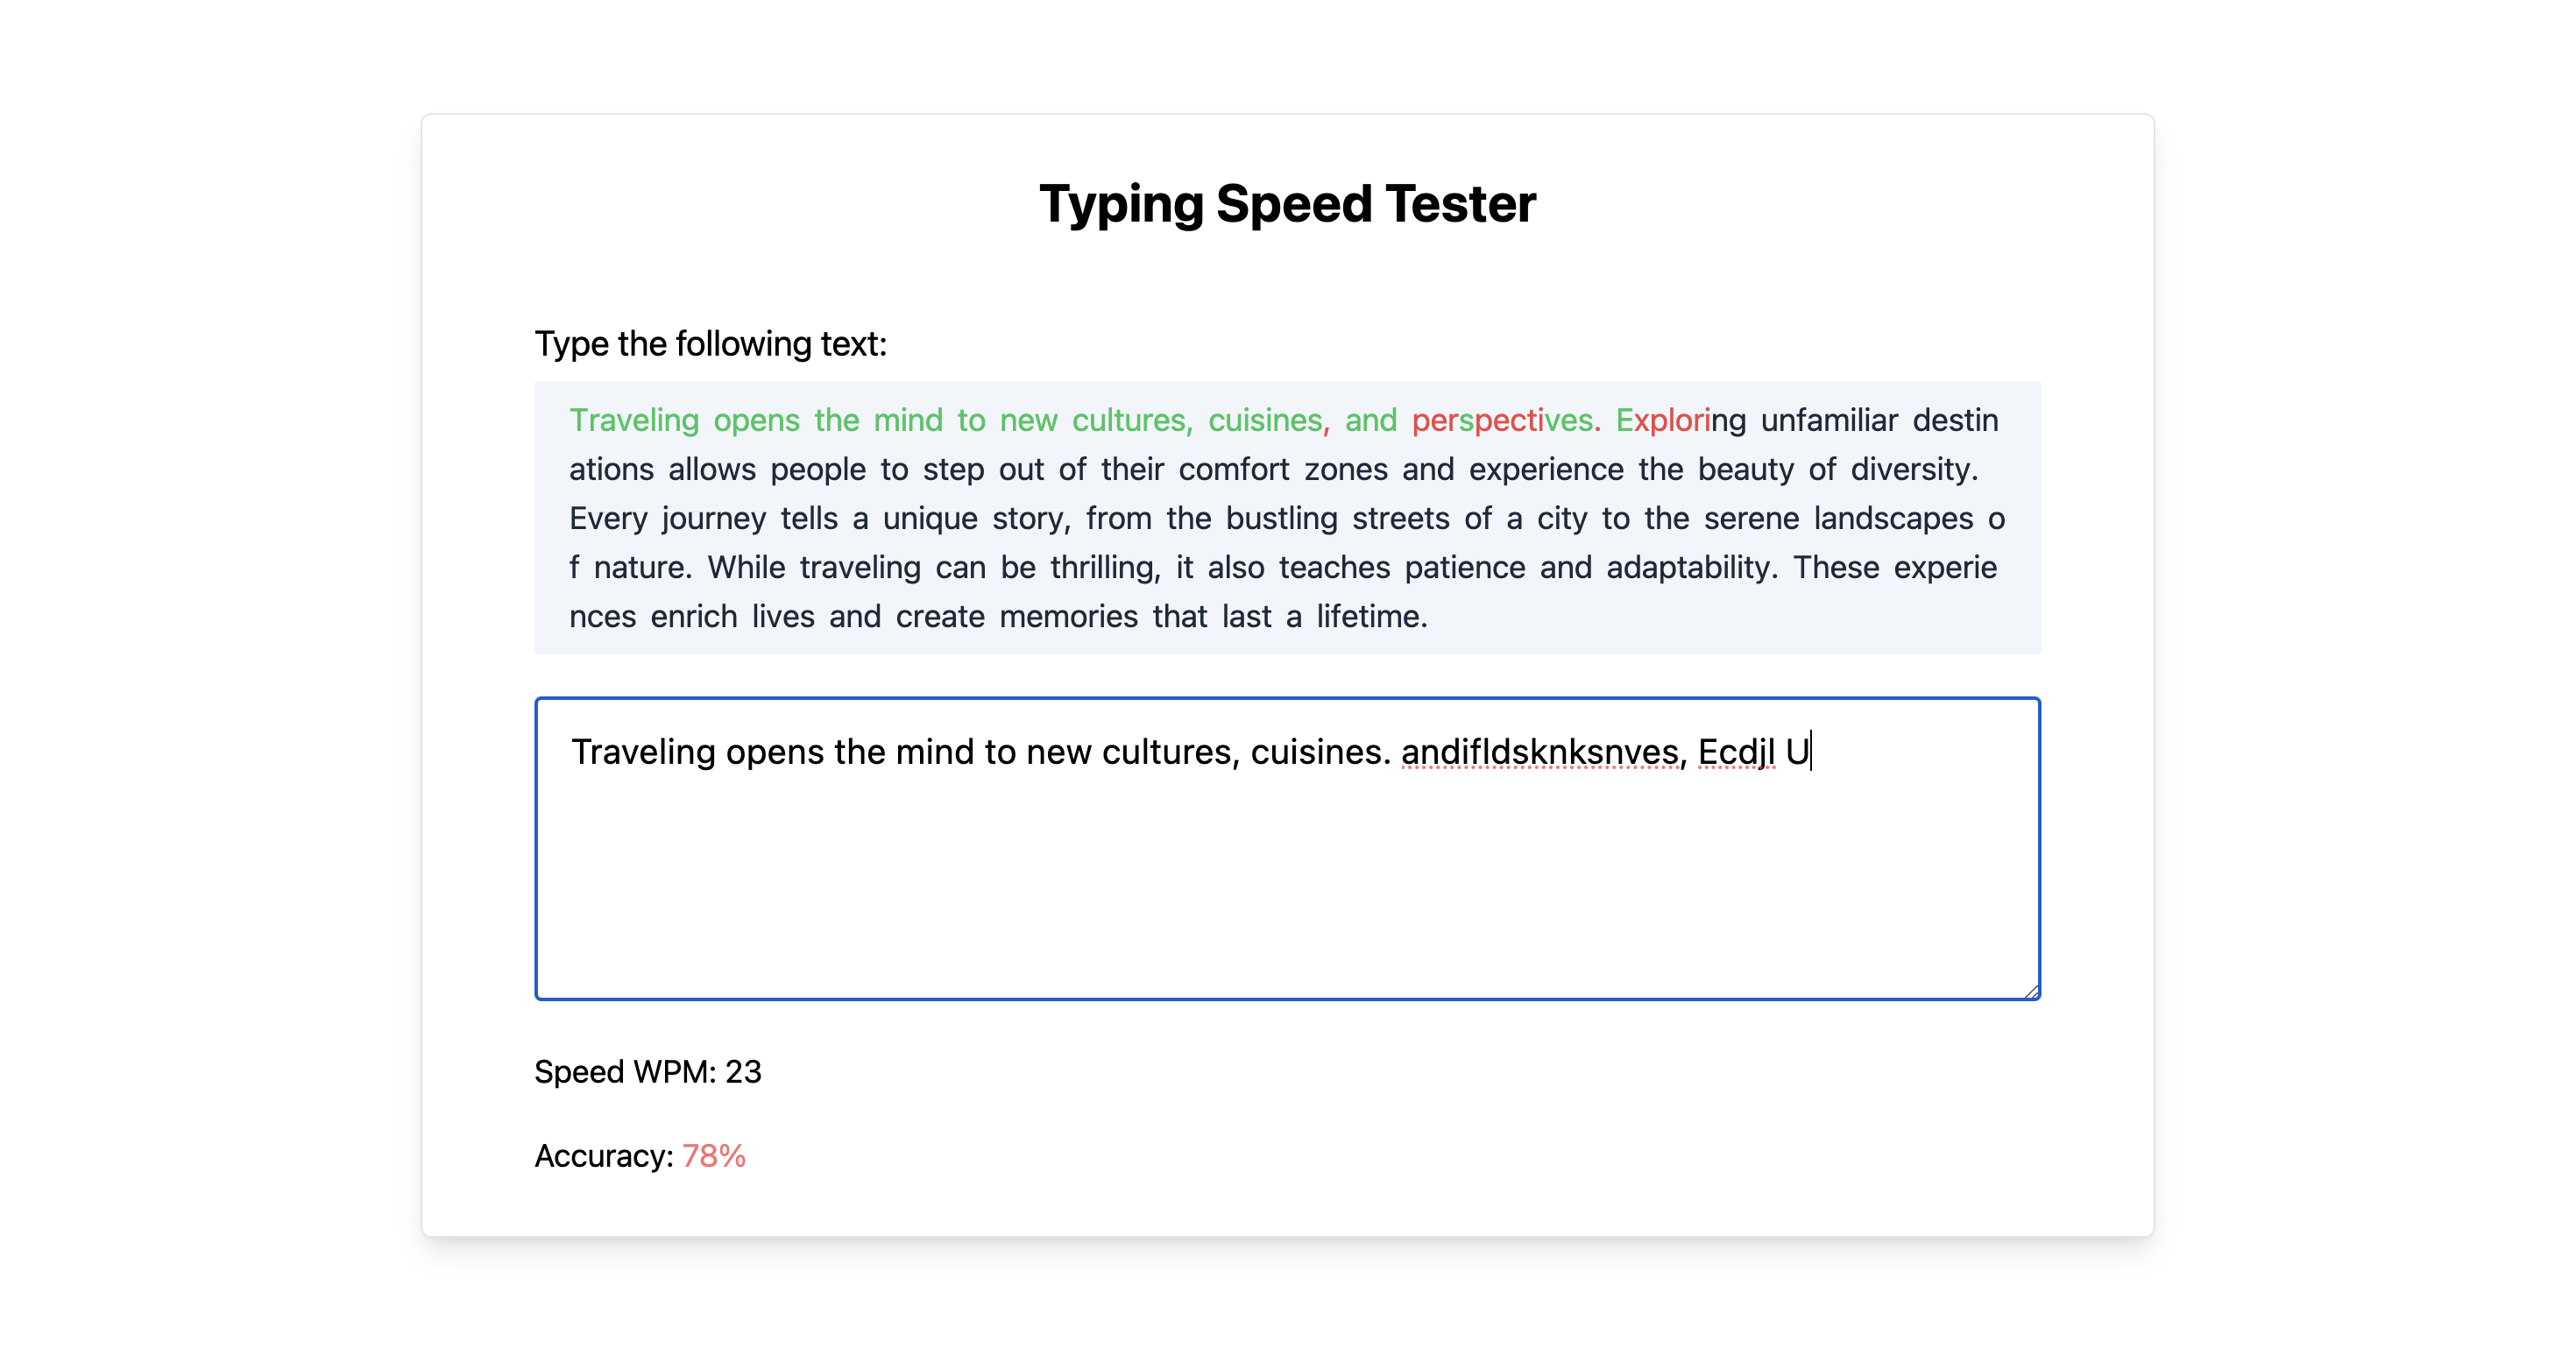 Typing Speed Tester
Type the following text:
Traveling opens the mind to new cultures, cuisines, and perspectives. Exploring unfamiliar destin
ations allows people to step out of their comfort zones and experience the beauty of diversity.
Every journey tells a unique story, from the bustling streets of a city to the serene landscapes o
f nature. While traveling can be thrilling, it also teaches patience and adaptability. These experie
nces enrich lives and create memories that last a lifetime.
Traveling opens the mind to new cultures, cuisines. andifldsknksnves, Ecdjl U
Speed WPM: 23
Accuracy: 78%